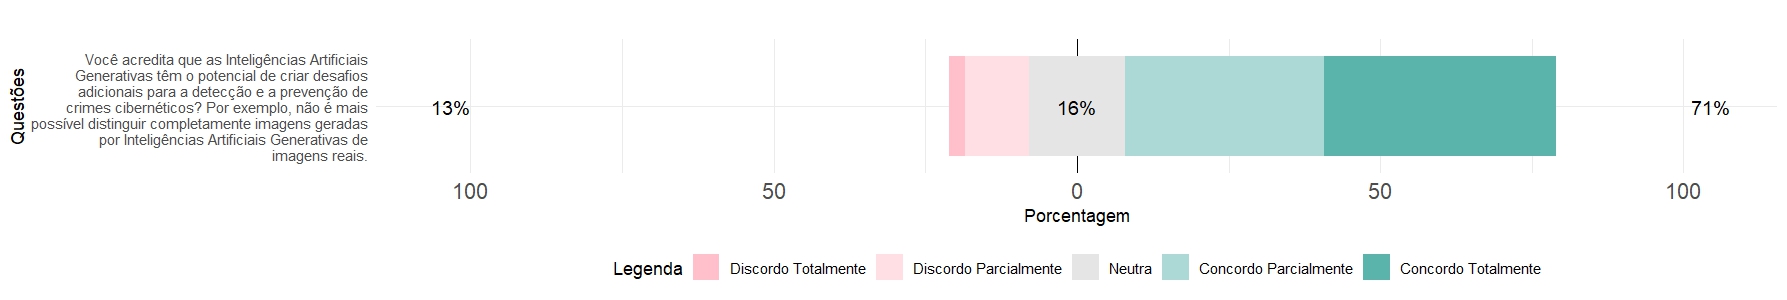 Questões
Você acredita que as Inteligências Artificiais
Generativas têm o potencial de criar desafios
adicionais para a detecção e a prevenção de
crimes cibernéticos? Por exemplo, não é mais
possível distinguir completamente imagens geradas
por Inteligências Artificiais Generativas de
imagens reais.
13% 16% 71%
100 50 0 50 100
Porcentagem
Legenda Discordo Totalmente Discordo Parcialmente Neutra Concordo Parcialmente Concordo Totalmente